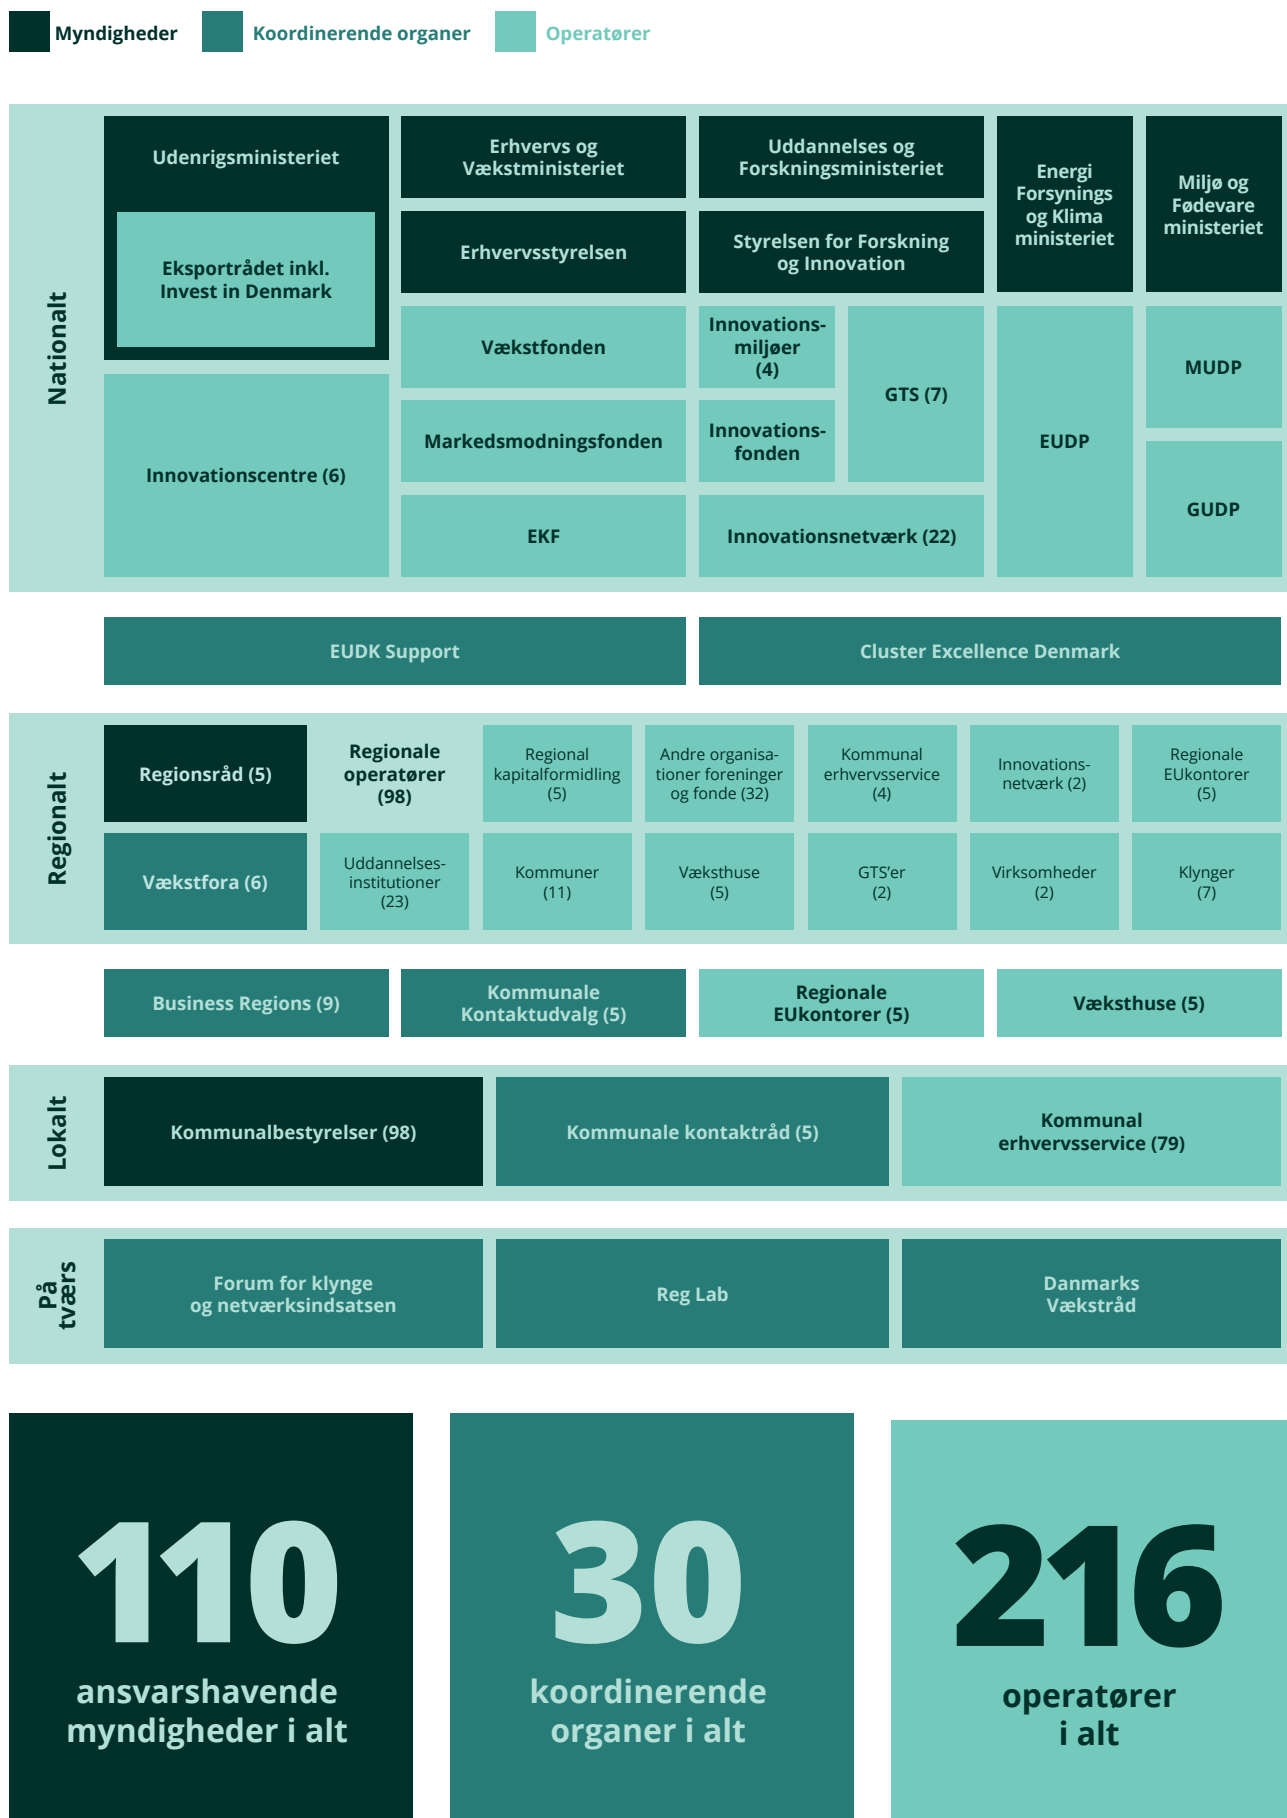 Myndigheder
Koordinerende organer
Operatører
Nationalt
Udenrigsministeriet
Eksportrådet inkl.
Invest in Denmark
Innovationscentre (6)
Erhvervs og
Vækstministeriet
Erhvervsstyrelsen
Vækstfonden
Markedsmodningsfonden
EKF
Uddannelses og
Forskningsministeriet
Styrelsen for Forskning
og Innovation
Innovations-
miljøer
(4)
Innovations-
fonden
GTS (7)
Innovationsnetværk (22)
Energi
Forsynings
og Klima
ministeriet
EUDP
Miljø og
Fødevare
ministeriet
MUDP
GUDP
EUDK Support
Cluster Excellence Denmark
Regionalt
Regionsråd (5)
Regionale
operatører
(98)
Regional
kapitalformidling
(5)
Andre organisa-
tioner foreninger
og fonde (32)
Kommunal
erhvervsservice
(4)
Innovations-
netværk (2)
Regionale
EUkontorer
(5)
Vækstfora (6)
Uddannelses-
institutioner
(23)
Kommuner
(11)
Væksthuse
(5)
GTS’er
(2)
Virksomheder
(2)
Klynger
(7)
Business Regions (9)
Kommunale
Kontaktudvalg (5)
Regionale
EUkontorer (5)
Væksthuse (5)
Lokalt
Kommunalbestyrelser (98)
Kommunale kontaktråd (5)
Kommunal
erhvervsservice (79)
På
tværs
Forum for klynge
og netværksindsatsen
Reg Lab
Danmarks
Vækstråd
110
ansvarshavende
myndigheder i alt
30
koordinerende
organer i alt
216
operatører
i alt